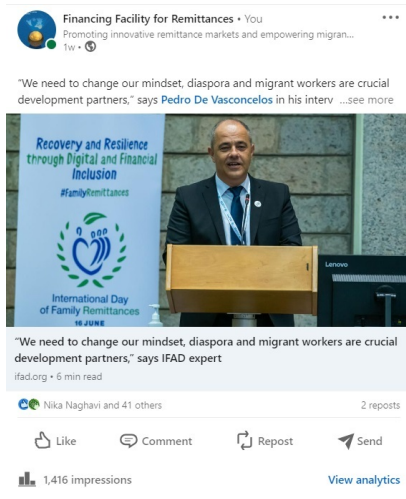 Financing Facility for Remittances • You
Promoting innovative remittance markets and empowering migran...
1w •
“We need to change our mindset, diaspora and migrant workers are crucial
development partners,” says Pedro De Vasconcelos in his interv ...see more
Recovery and Resilience
through Digital and Financial
Inclusion
#FamilyRemittances
International Day
of Family Remittances
16 JUNE
Lenovo
“We need to change our mindset, diaspora and migrant workers are crucial
development partners,” says IFAD expert
ifad.org • 6 min read
Nika Naghavi and 41 others
2 reposts
Like
Comment
Repost
Send
1,416 impressions
View analytics